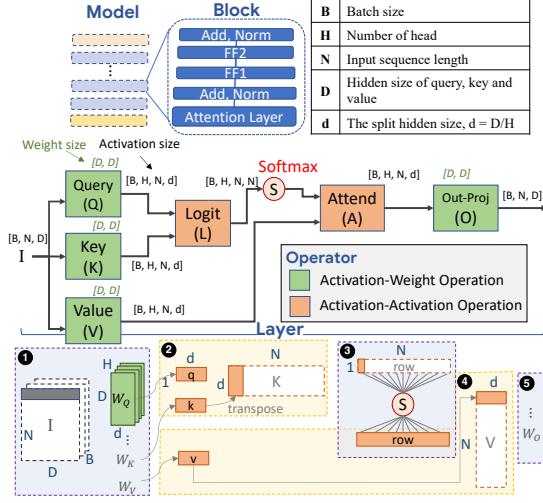 Model
Block
Add, Norm
FF2
FF1
Add, Norm
Attention Layer
B Batch size
H Number of head
N Input sequence length
D Hidden size of query, key and
value
d The split hidden size, d = D/H
Weight size
Activation size
[D, D]
Query
(Q)
[B, H, N, d]
[B, N, D]
I
[D, D]
Key
(K)
[B, H, N, d]
[D, D]
Value
(V)
[B, H, N, d]
Logit
(L)
[B, H, N, N]
Softmax
S
Attend
(A)
[B, H, N, d]
[D, D]
Out-Proj
(O)
[B, N, D]
Operator
Activation-Weight Operation
Activation-Activation Operation
Layer
1
I
N
D
B
H
D
W_Q
d
...
W_K
W_V
2
d
1
q
k
transpose
d
N
K
v
3
N
1
row
S
row
4
d
N
V
5
...
W_O